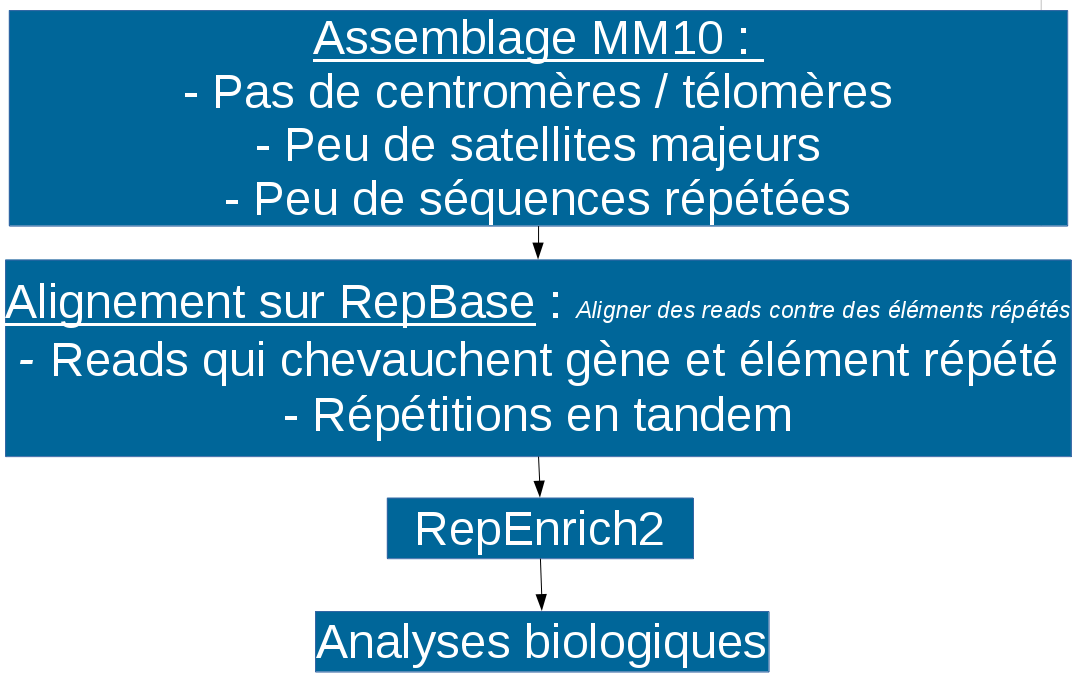 Assemblage MM10 :
- Pas de centromères / télomères
- Peu de satellites majeurs
- Peu de séquences répétées
Alignement sur RepBase : Aligner des reads contre des éléments répétés
- Reads qui chevauchent gène et élément répété
- Répétitions en tandem
RepEnrich2
Analyses biologiques